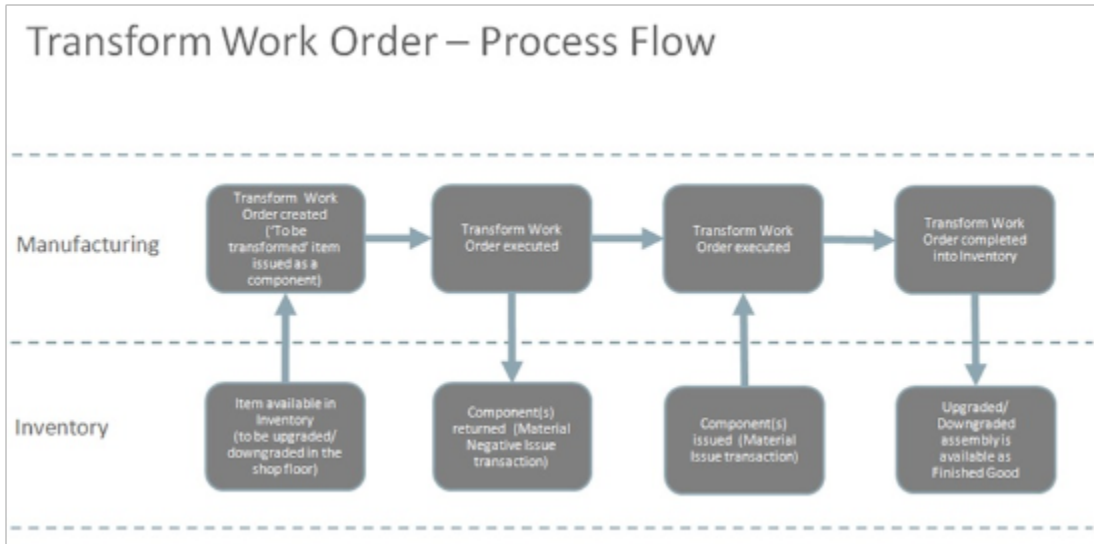 Transform Work Order – Process Flow
Manufacturing
Transform Work
Order created
('To be
transformed' item
issued as a
component)
Transform Work
Order executed
Transform Work
Order executed
Transform Work
Order completed
into Inventory
Inventory
Item available in
Inventory
(to be upgraded/
downgraded in the
shop floor)
Component(s)
returned (Material
Negative Issue
transaction)
Component(s)
issued (Material
Issue transaction)
Upgraded/
Downgraded
assembly is
available as
Finished Good